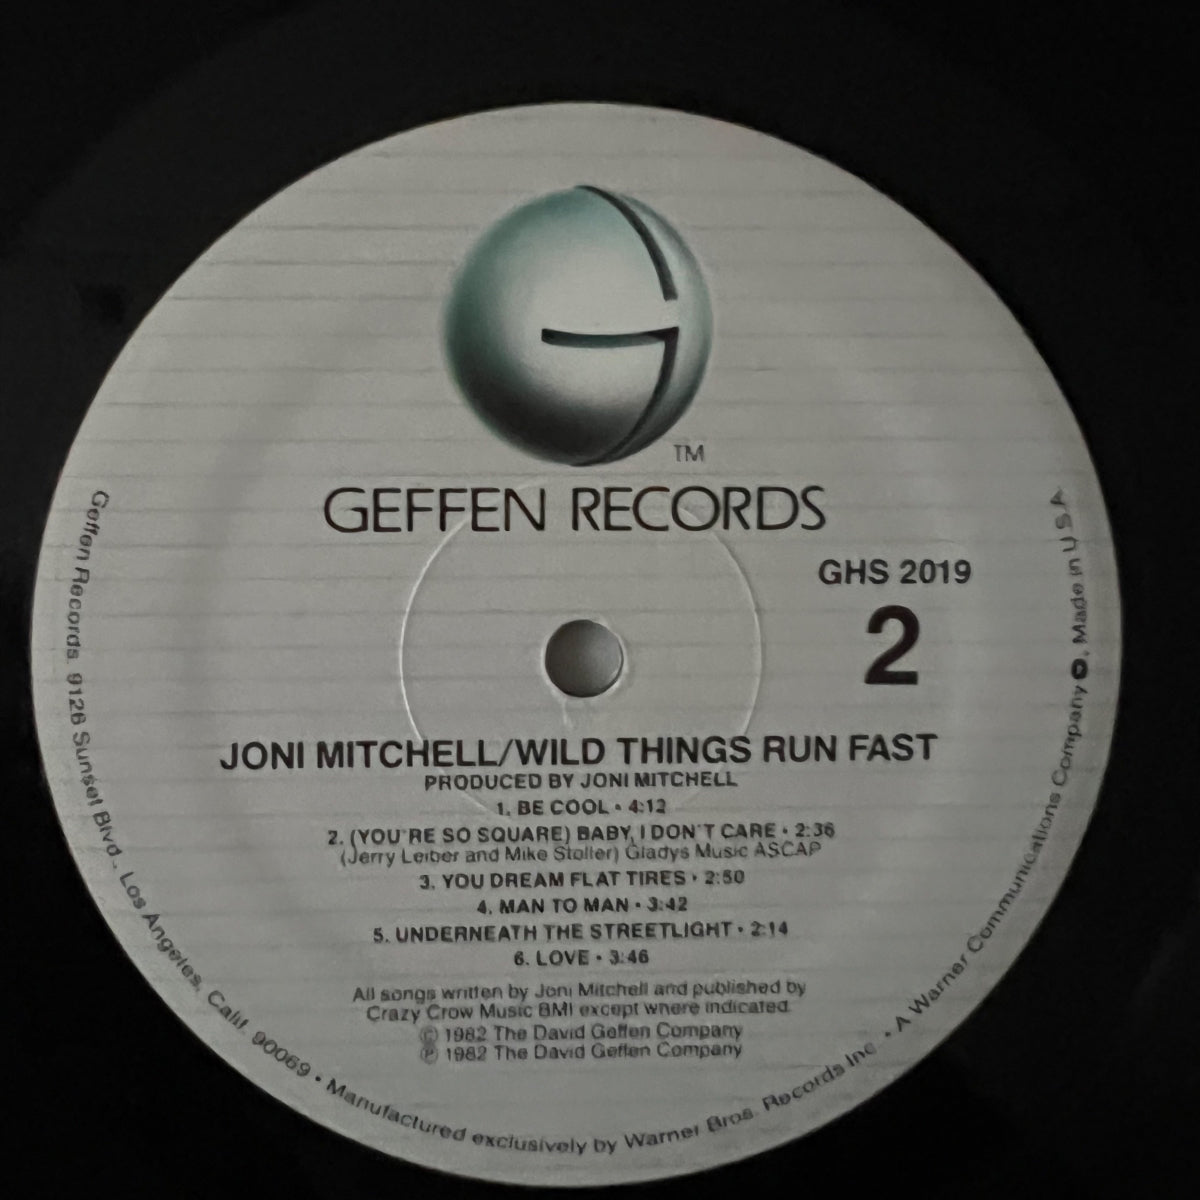 TM
GEFFEN RECORDS
GHS 2019
2
JONI MITCHELL/WILD THINGS RUN FAST
PRODUCED BY JONI MITCHELL
1. BE COOL • 4:12
2. (YOU'RE SO SQUARE) BABY, I DON'T CARE • 2:36
(Jerry Leiber and Mike Stoller) Gladys Music ASCAP
3. YOU DREAM FLAT TIRES • 2:50
4. MAN TO MAN • 3:42
5. UNDERNEATH THE STREETLIGHT • 2:14
6. LOVE • 3:46
All songs written by Joni Mitchell and published by
Crazy Crow Music BMI except where indicated.
© 1982 The David Geffen Company
℗ 1982 The David Geffen Company
Geffen Records. 9126 Sunset Blvd., Los Angeles, Calif. 90069 • Manufactured exclusively by Warner Bros. Records Inc. • A Warner Communications Company. Made in U.S.A.